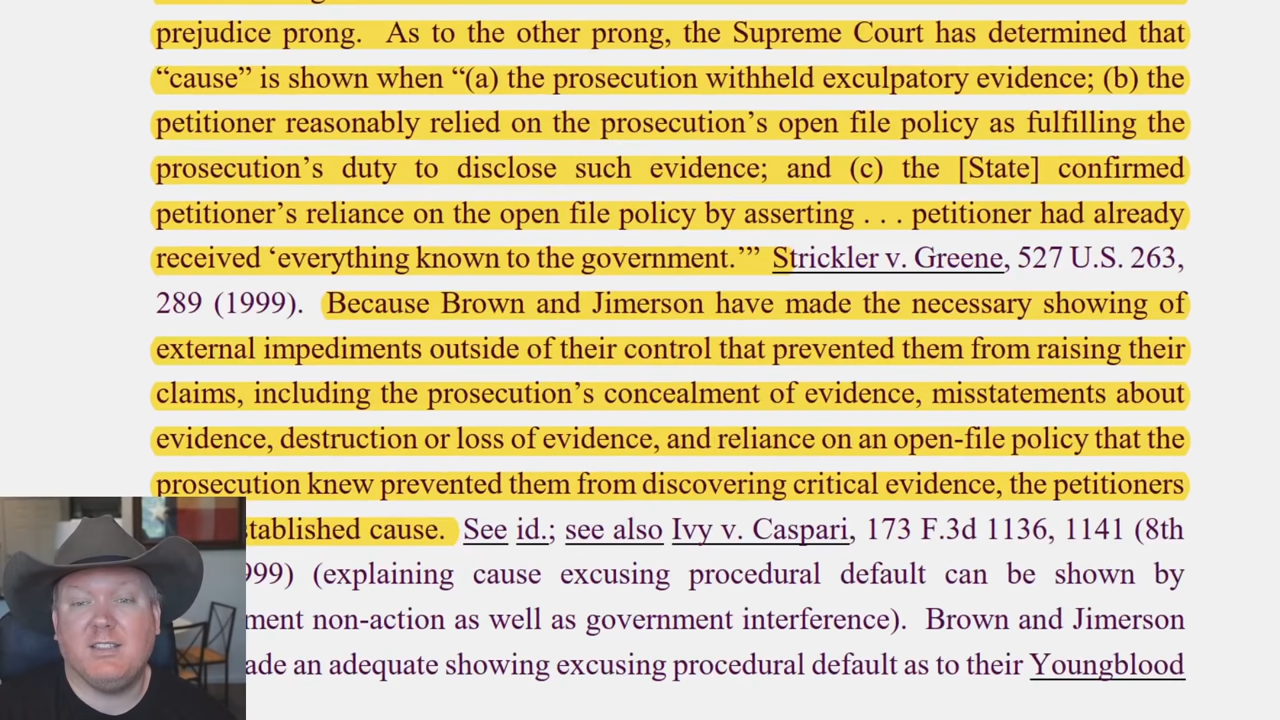 prejudice prong. As to the other prong, the Supreme Court has determined that
“cause” is shown when “(a) the prosecution withheld exculpatory evidence; (b) the
petitioner reasonably relied on the prosecution’s open file policy as fulfilling the
prosecution’s duty to disclose such evidence; and (c) the [State] confirmed
petitioner’s reliance on the open file policy by asserting . . . petitioner had already
received ‘everything known to the government.’” Strickler v. Greene, 527 U.S. 263,
289 (1999). Because Brown and Jimerson have made the necessary showing of
external impediments outside of their control that prevented them from raising their
claims, including the prosecution’s concealment of evidence, misstatements about
evidence, destruction or loss of evidence, and reliance on an open-file policy that the
prosecution knew prevented them from discovering critical evidence, the petitioners
stablished cause. See id.; see also Ivy v. Caspari, 173 F.3d 1136, 1141 (8th
999) (explaining cause excusing procedural default can be shown by
ment non-action as well as government interference). Brown and Jimerson
ade an adequate showing excusing procedural default as to their Youngblood